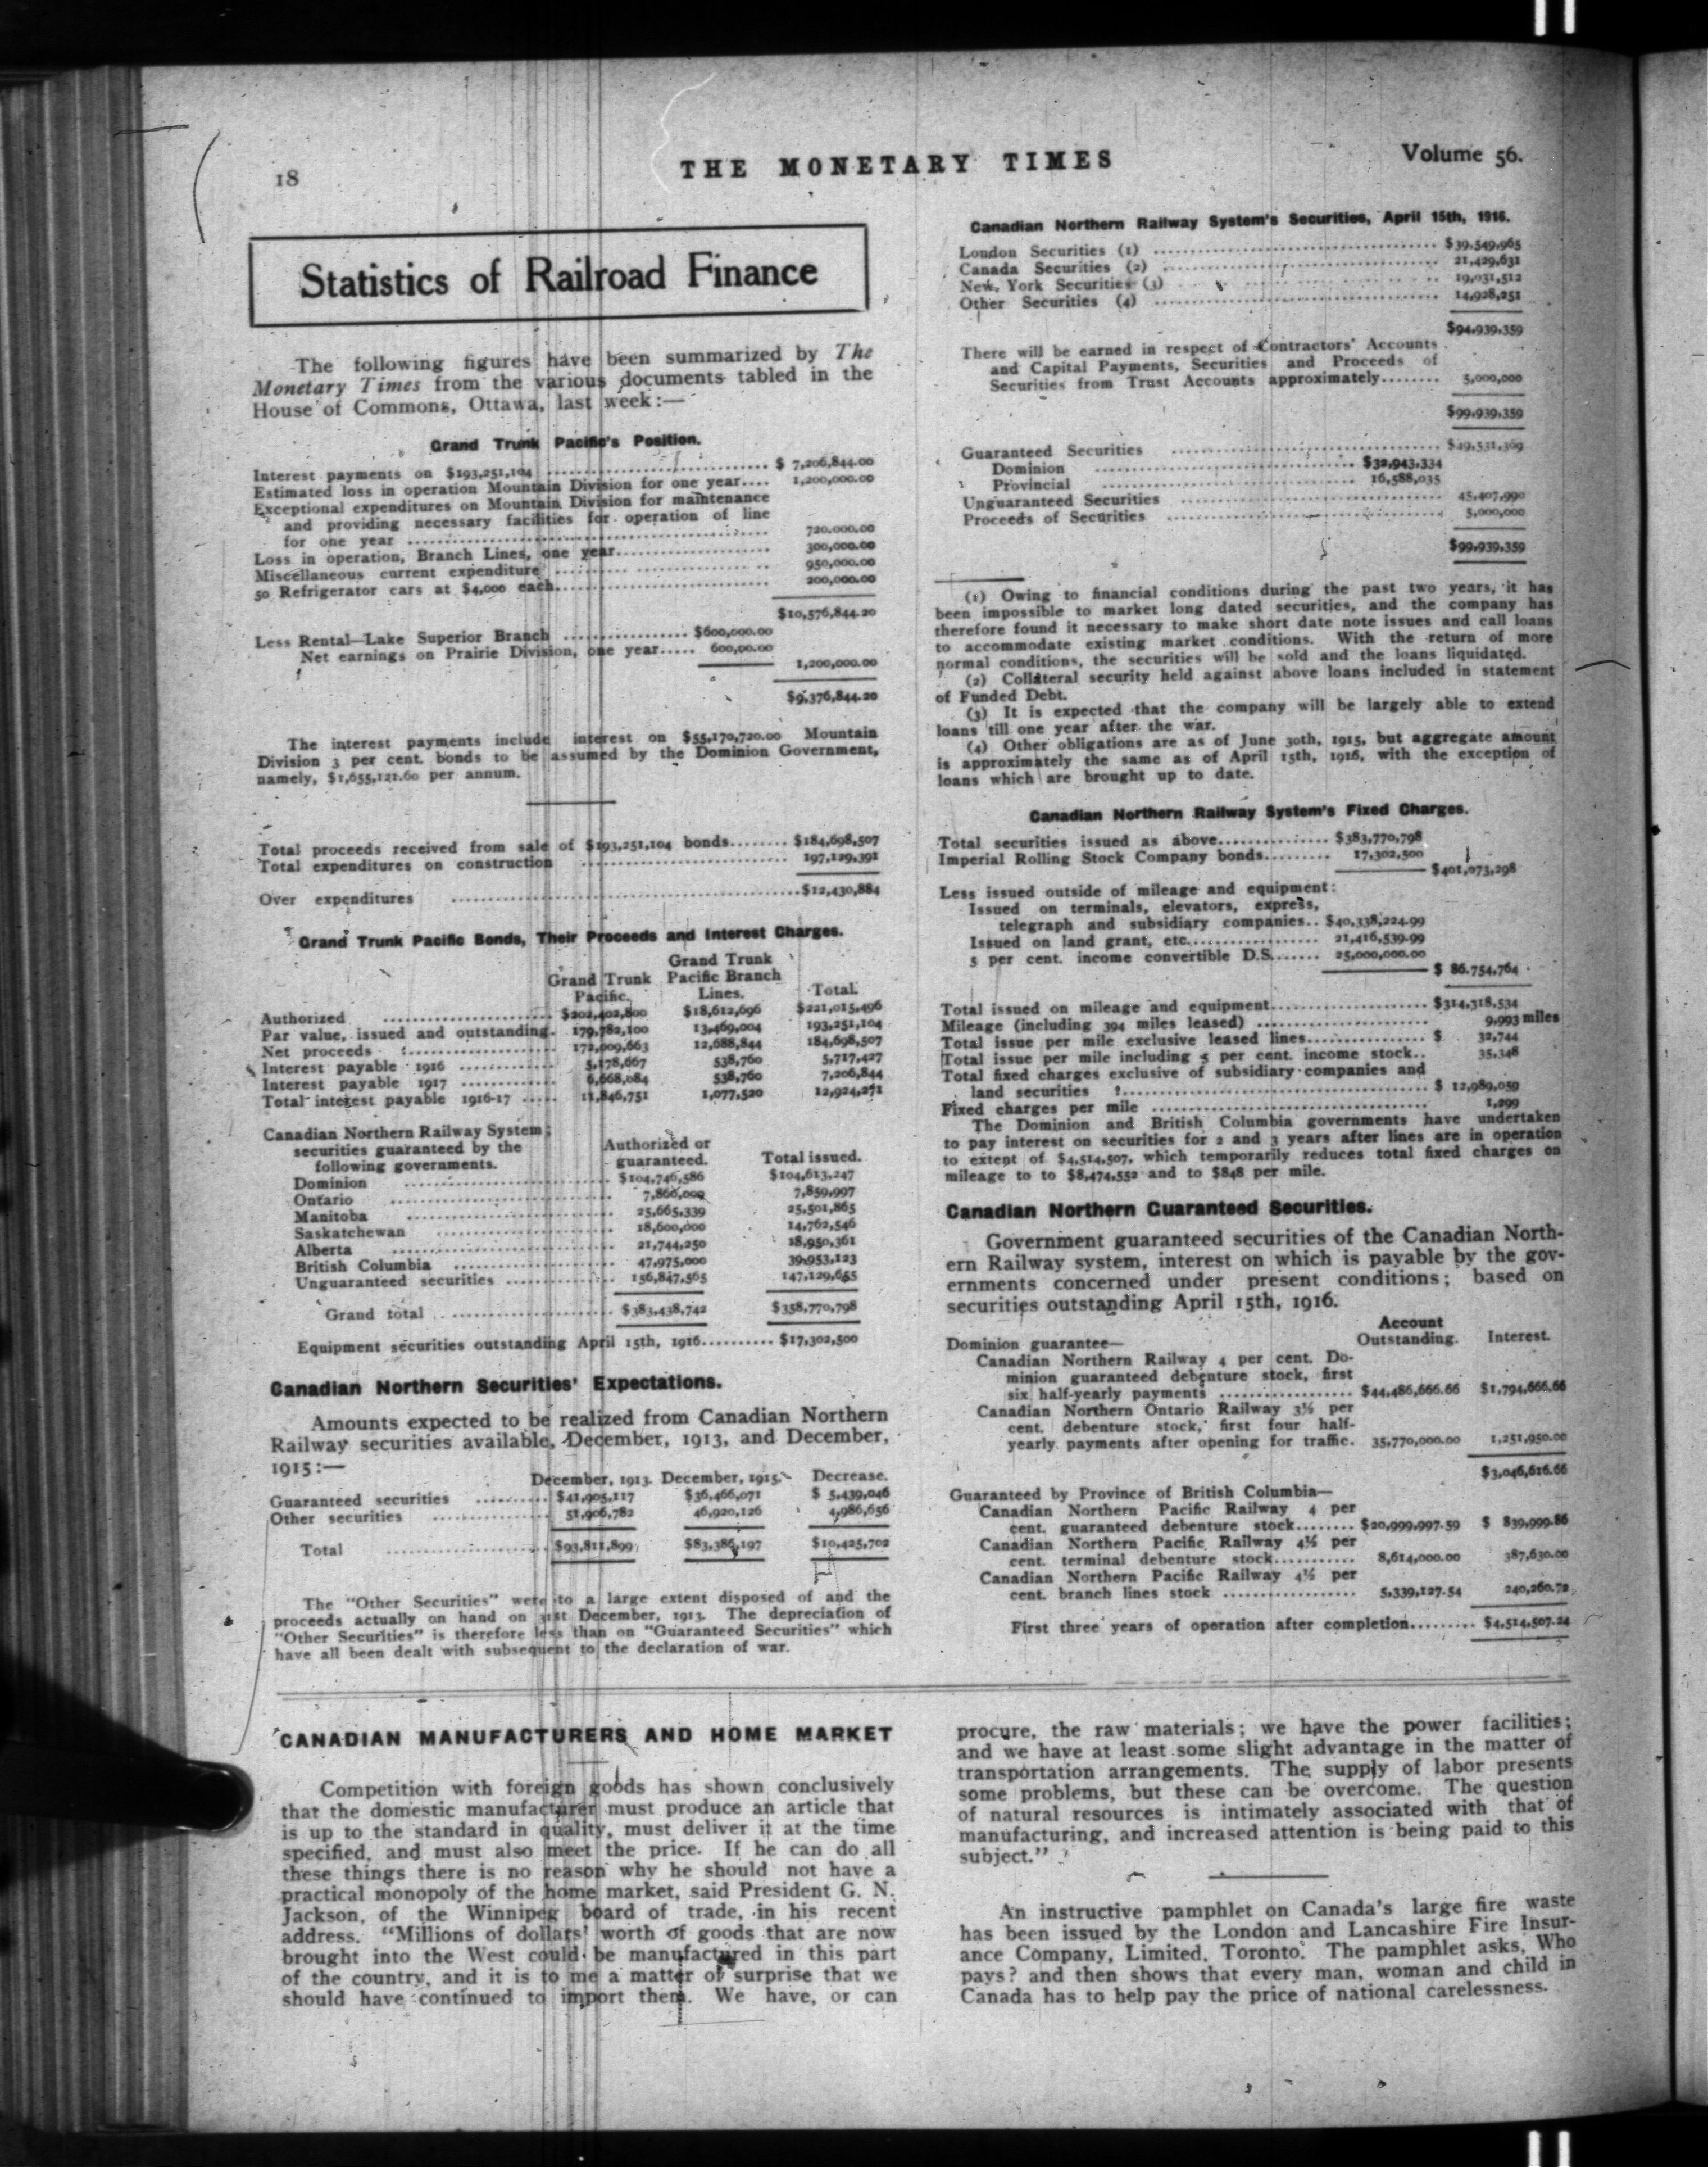 18
THE MONETARY TIMES
Volume 56.
Statistics of Railroad Finance
The following figures have been summarized by The
Monetary Times from the various documents tabled in the
House of Commons, Ottawa, last week:—
Grand Trunk Pacific's Position.
Interest payments on $193,251,104 .......... $ 7,206,844.00
Estimated loss in operation Mountain Division for one year.... 1,200,000.00
Exceptional expenditures on Mountain Division for maintenance
and providing necessary facilities for operation of line
for one year .......... 720.000.00
Loss in operation, Branch Lines, one year.......... 300,000.00
Miscellaneous current expenditure .......... 950,000.00
50 Refrigerator cars at $4,000 each.......... 200,000.00
$10,576,844.20
Less Rental—Lake Superior Branch .......... $600,000.00
Net earnings on Prairie Division, one year..... 600,00.00
1,200,000.00
$9,376,844.20
The interest payments include interest on $55,170,720.00 Mountain
Division 3 per cent. bonds to be assumed by the Dominion Government,
namely, $1,655,121.60 per annum.
Total proceeds received from sale of $193,251,104 bonds........ $184,698,507
Total expenditures on construction .......... 197,129,391
Over expenditures ..........$12,430,884
Grand Trunk Pacific Bonds, Their Proceeds and Interest Charges.
Grand Trunk
Grand Trunk Pacific Branch
Pacific. Lines. Total.
Authorized .......... $202,402,800 $18,612,696 $221,015,496
Par value, issued and outstanding. 179,782,100 13,469,004 193,251,104
Net proceeds .......... 172,009,663 12,688,844 184,698,507
Interest payable 1916 .......... 5,178,667 538,760 5,717,427
Interest payable 1917 .......... 6,668,084 538,760 7,206,844
Total interest payable 1916-17 ..... 11,846,751 1,077,520 12,924,271
Canadian Northern Railway System;
securities guaranteed by the
following governments.
Authorized or
guaranteed. Total issued.
Dominion .......... $104,746,586 $104,613,247
Ontario .......... 7,860,000 7,859,997
Manitoba .......... 25,665,339 25,501,865
Saskatchewan .......... 18,600,000 14,762,546
Alberta .......... 21,744,250 18,950,361
British Columbia .......... 47,975,000 39,953,123
Unguaranteed securities .......... 156,847,565 147,129,655
Grand total .......... $383,438,742 $358,770,798
Equipment securities outstanding April 15th, 1916.......... $17,302,500
Canadian Northern Securities' Expectations.
Amounts expected to be realized from Canadian Northern
Railway securities available, December, 1913, and December,
1915:—
December, 1913. December, 1915. Decrease.
Guaranteed securities .......... $41,905,117 $36,466,071 $ 5,439,046
Other securities .......... 51,906,782 46,920,126 4,986,656
Total .......... $93,811,899 $83,386,197 $10,425,702
The "Other Securities" were to a large extent disposed of and the
proceeds actually on hand on 31st December, 1913. The depreciation of
"Other Securities" is therefore less than on "Guaranteed Securities" which
have all been dealt with subsequent to the declaration of war.
Canadian Northern Railway System's Securities, April 15th, 1916.
London Securities (1) .......... $39,549,965
Canada Securities (2) .......... 21,429,631
New York Securities (3) .......... 19,031,512
Other Securities (4) .......... 14,928,251
$94,939,359
There will be earned in respect of Contractors' Accounts
and Capital Payments, Securities and Proceeds of
Securities from Trust Accounts approximately........ 5,000,000
$99,939,359
Guaranteed Securities .......... $49,531,369
Dominion .......... $32,943,334
Provincial .......... 16,588,035
Unguaranteed Securities .......... 45,407,990
Proceeds of Securities .......... 5,000,000
$99,939,359
(1) Owing to financial conditions during the past two years, it has
been impossible to market long dated securities, and the company has
therefore found it necessary to make short date note issues and call loans
to accommodate existing market conditions. With the return of more
normal conditions, the securities will be sold and the loans liquidated.
(2) Collateral security held against above loans included in statement
of Funded Debt.
(3) It is expected that the company will be largely able to extend
loans 'till one year after the war.
(4) Other obligations are as of June 30th, 1915, but aggregate amount
is approximately the same as of April 15th, 1916, with the exception of
loans which are brought up to date.
Canadian Northern Railway System's Fixed Charges.
Total securities issued as above.......... $383,770,798
Imperial Rolling Stock Company bonds......... 17,302,500
$401,073,298
Less issued outside of mileage and equipment:
Issued on terminals, elevators, express,
telegraph and subsidiary companies.. $40,338,224.99
Issued on land grant, etc.......... 21,416,539.99
5 per cent. income convertible D.S....... 25,000,000.00
$ 86,754,764
Total issued on mileage and equipment.......... $314,318,534
Mileage (including 394 miles leased) .......... 9,993 miles
Total issue per mile exclusive leased lines.......... $ 32,744
Total issue per mile including 5 per cent. income stock.. 35,348
Total fixed charges exclusive of subsidiary companies and
land securities .......... $ 12,989,059
Fixed charges per mile .......... 1,299
The Dominion and British Columbia governments have undertaken
to pay interest on securities for 2 and 3 years after lines are in operation
to extent of $4,514,507, which temporarily reduces total fixed charges on
mileage to to $8,474,552 and to $848 per mile.
Canadian Northern Guaranteed Securities.
Government guaranteed securities of the Canadian North-
ern Railway system, interest on which is payable by the gov-
ernments concerned under present conditions; based on
securities outstanding April 15th, 1916.
Account
Dominion guarantee— Outstanding. Interest.
Canadian Northern Railway 4 per cent. Do-
minion guaranteed debenture stock, first
six half-yearly payments .......... $44,486,666.66 $1,794,666.66
Canadian Northern Ontario Railway 3½ per
cent. debenture stock, first four half-
yearly payments after opening for traffic. 35,770,000.00 1,251,950.00
$3,046,616.66
Guaranteed by Province of British Columbia—
Canadian Northern Pacific Railway 4 per
cent. guaranteed debenture stock........ $20,999,997.59 $ 839,999.86
Canadian Northern Pacific Railway 4½ per
cent. terminal debenture stock........... 8,614,000.00 387,630.00
Canadian Northern Pacific Railway 4½ per
cent. branch lines stock .......... 5,339,127.54 240,260.72
First three years of operation after completion......... $4,514,507.24
CANADIAN MANUFACTURERS AND HOME MARKET
Competition with foreign goods has shown conclusively
that the domestic manufacturer must produce an article that
is up to the standard in quality, must deliver it at the time
specified, and must also meet the price. If he can do all
these things there is no reason why he should not have a
practical monopoly of the home market, said President G. N.
Jackson, of the Winnipeg board of trade, in his recent
address. "Millions of dollars' worth of goods that are now
brought into the West could be manufactured in this part
of the country, and it is to me a matter of surprise that we
should have continued to import them. We have, or can
procure, the raw materials; we have the power facilities;
and we have at least some slight advantage in the matter of
transportation arrangements. The supply of labor presents
some problems, but these can be overcome. The question
of natural resources is intimately associated with that of
manufacturing, and increased attention is being paid to this
subject."
An instructive pamphlet on Canada's large fire waste
has been issued by the London and Lancashire Fire Insur-
ance Company, Limited, Toronto. The pamphlet asks, Who
pays? and then shows that every man, woman and child in
Canada has to help pay the price of national carelessness.